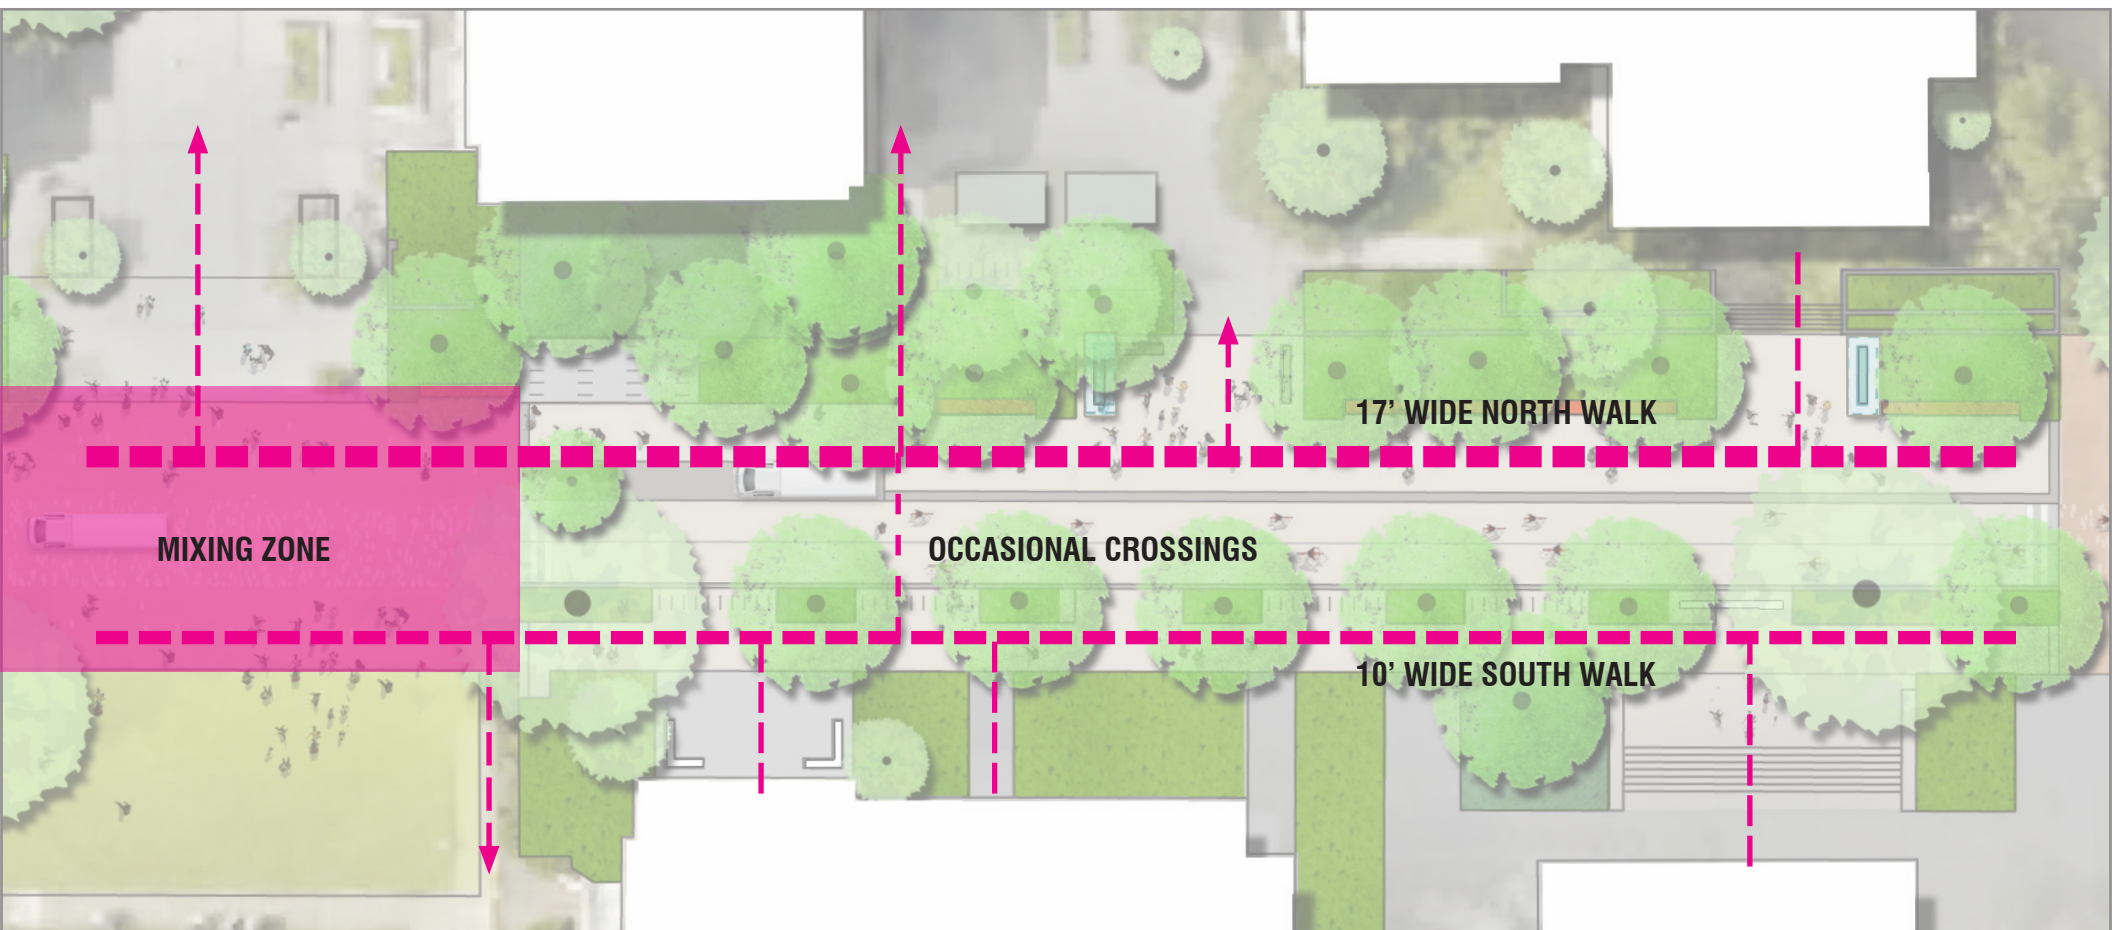 17’ WIDE NORTH WALK
MIXING ZONE
OCCASIONAL CROSSINGS
10’ WIDE SOUTH WALK